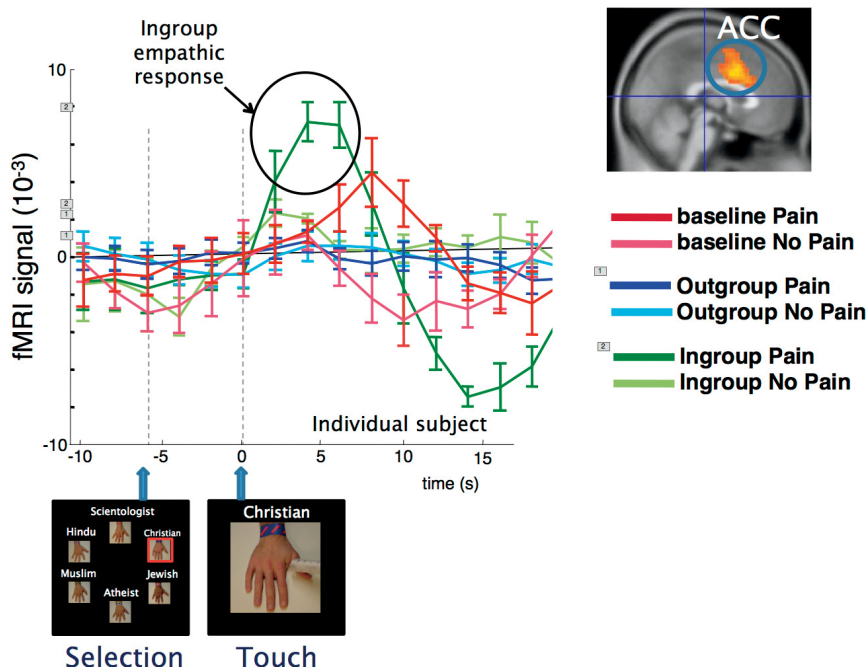 Ingroup
empathic
response
ACC
10
2
fMRI signal (10-3)
2
1
1
0
-10
Individual subject
-10
-5
0
5
10
15
time (s)
baseline Pain
baseline No Pain
1
Outgroup Pain
Outgroup No Pain
2
Ingroup Pain
Ingroup No Pain
Scientologist
Hindu
Christian
Muslim
Jewish
Atheist
Christian
Selection
Touch